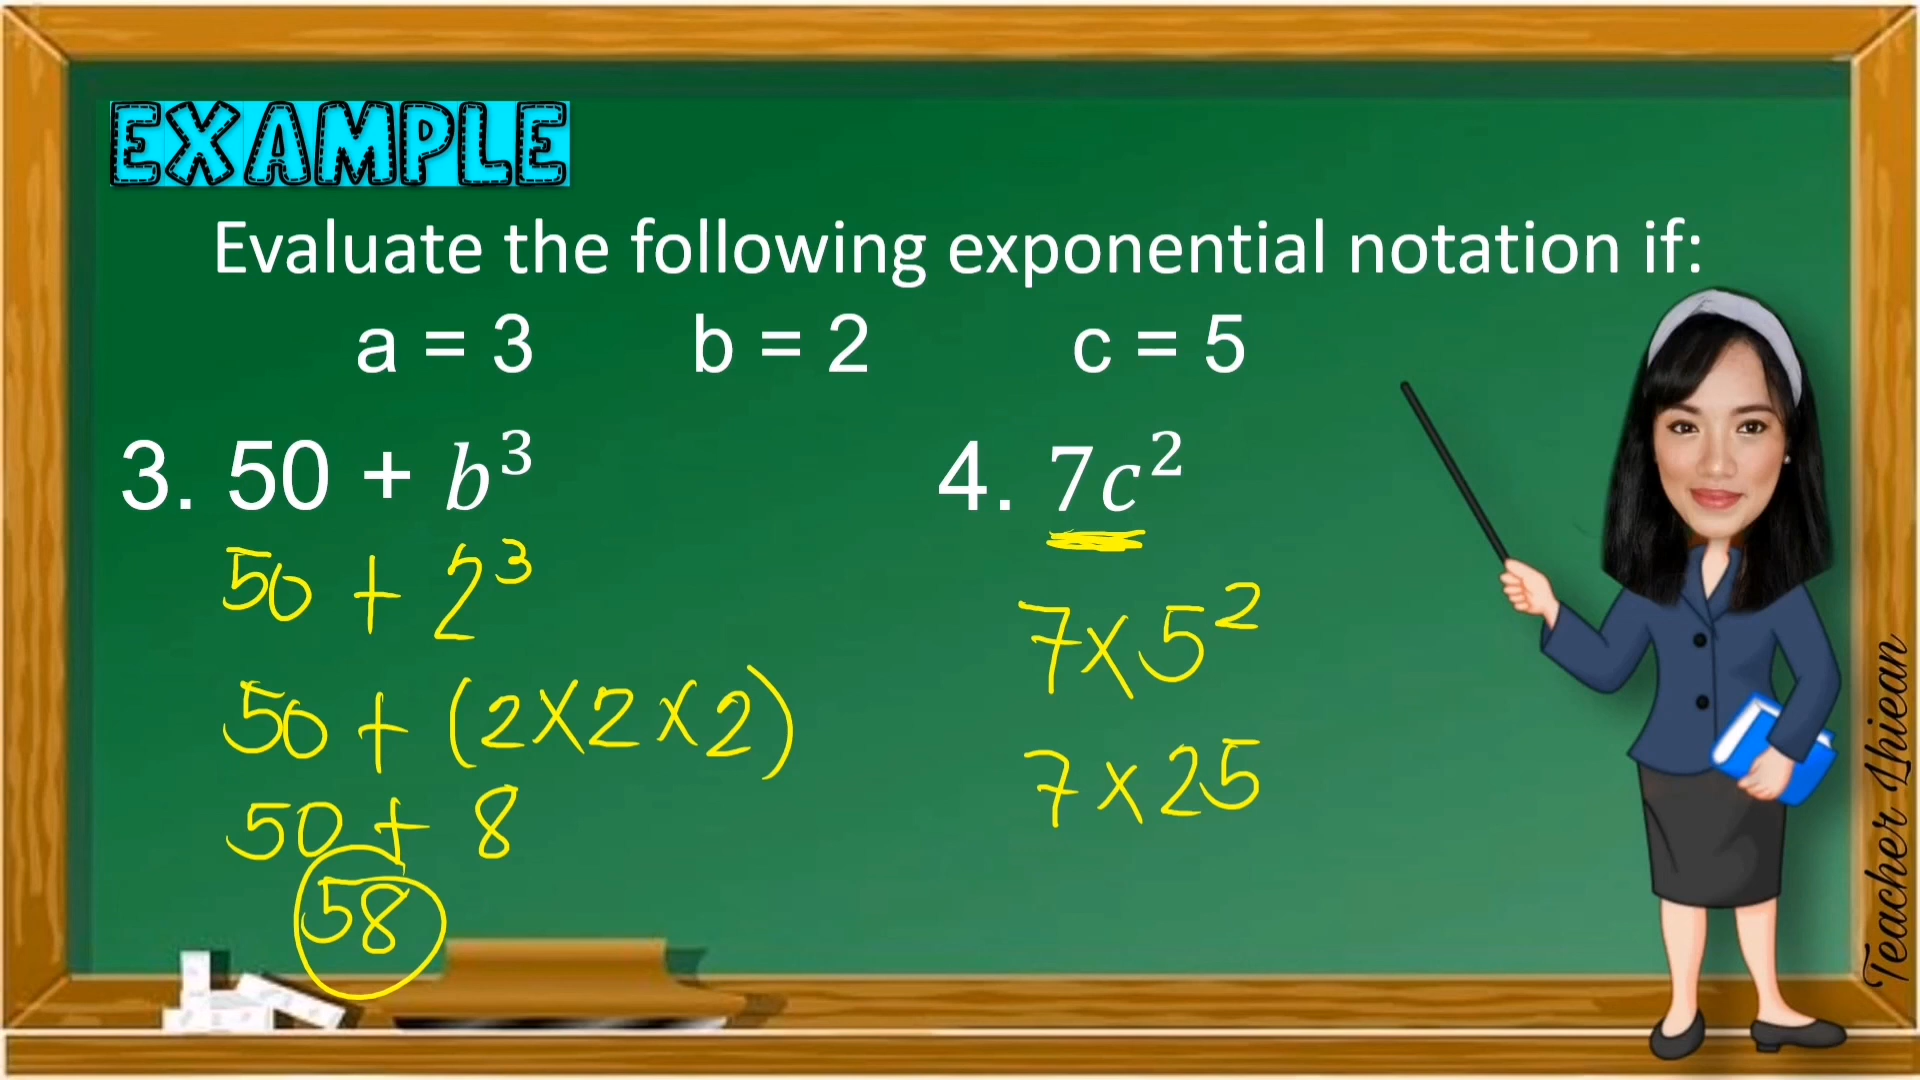 EXAMPLE
Evaluate the following exponential notation if:
a = 3 b = 2 c = 5
3. 50 + b³
50 + 2³
50 + (2x2x2)
50 + 8
58
4. 7c²
7x5²
7x25
Teacher Lhiean